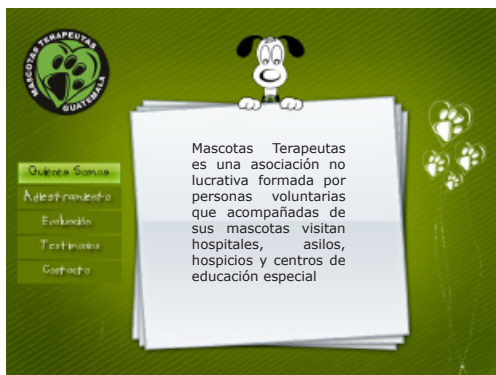 MASCOTAS TERAPEUTAS
GUATEMALA
Quienes Somos
Adiestramiento
Evaluación
Testimonios
Contacto
Mascotas Terapeutas
es una asociación no
lucrativa formada por
personas voluntarias
que acompañadas de
sus mascotas visitan
hospitales, asilos,
hospicios y centros de
educación especial